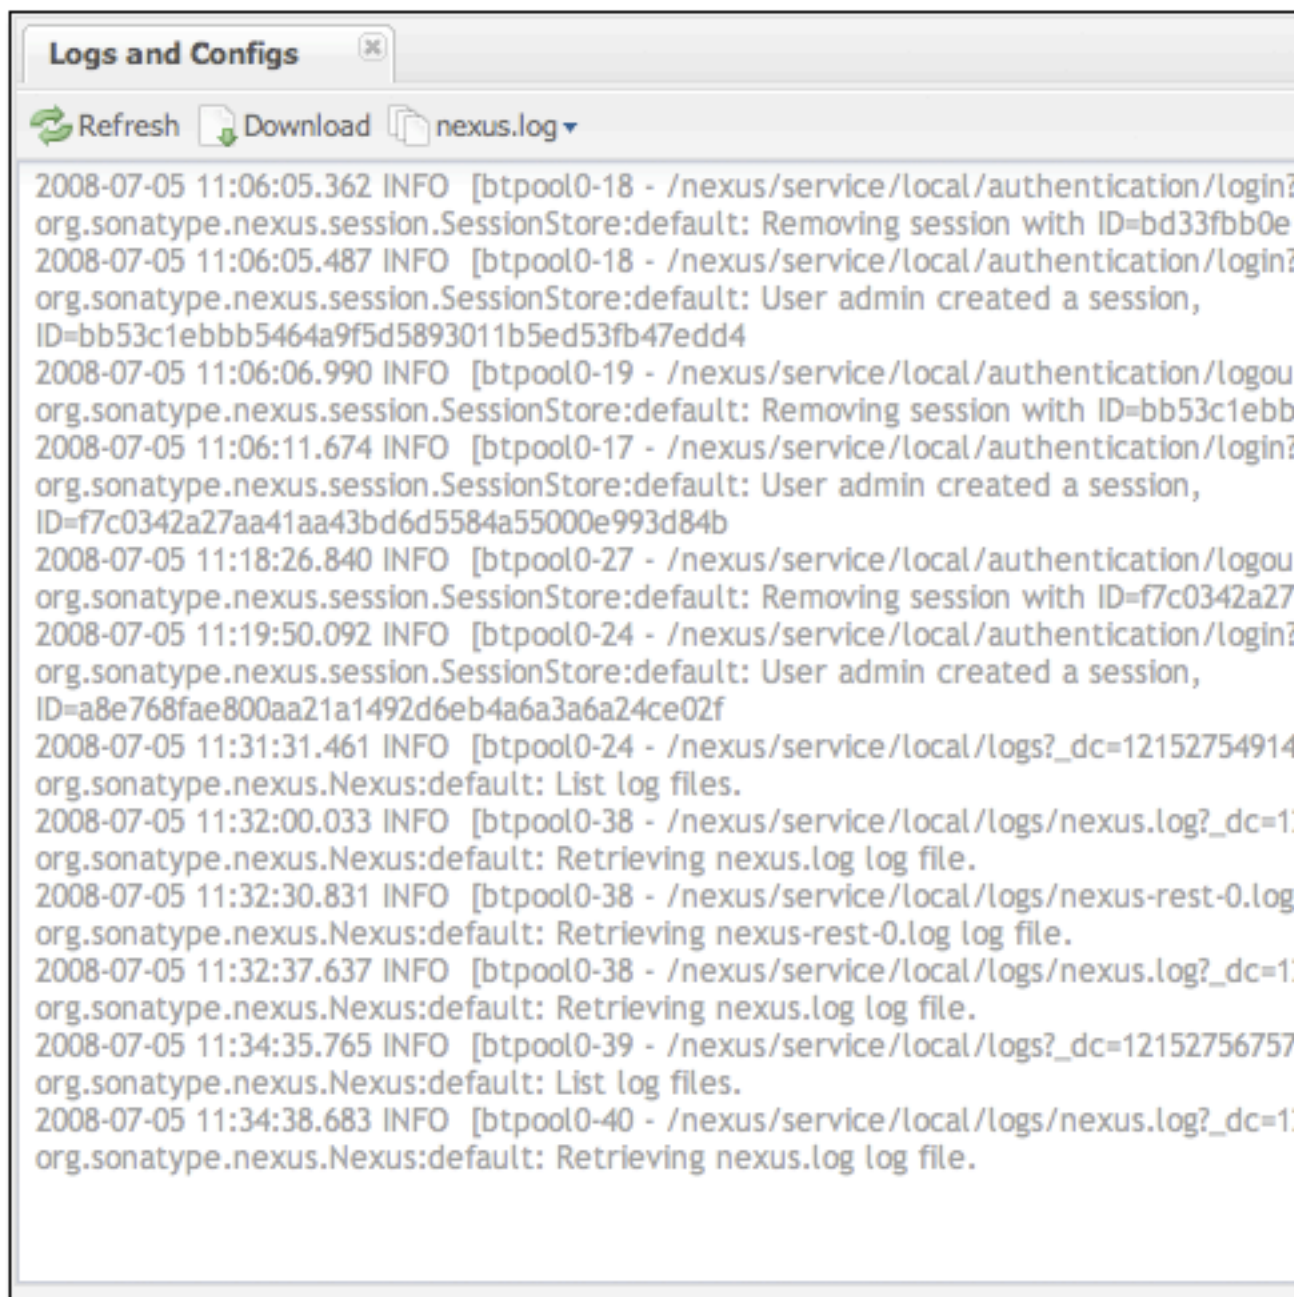 Logs and Configs
Refresh Download nexus.log
2008-07-05 11:06:05.362 INFO [btpool0-18 - /nexus/service/local/authentication/login?
org.sonatype.nexus.session.SessionStore:default: Removing session with ID=bd33fbb0e
2008-07-05 11:06:05.487 INFO [btpool0-18 - /nexus/service/local/authentication/login?
org.sonatype.nexus.session.SessionStore:default: User admin created a session,
ID=bb53c1ebbb5464a9f5d5893011b5ed53fb47edd4
2008-07-05 11:06:06.990 INFO [btpool0-19 - /nexus/service/local/authentication/logou
org.sonatype.nexus.session.SessionStore:default: Removing session with ID=bb53c1ebb
2008-07-05 11:06:11.674 INFO [btpool0-17 - /nexus/service/local/authentication/login?
org.sonatype.nexus.session.SessionStore:default: User admin created a session,
ID=f7c0342a27aa41aa43bd6d5584a55000e993d84b
2008-07-05 11:18:26.840 INFO [btpool0-27 - /nexus/service/local/authentication/logou
org.sonatype.nexus.session.SessionStore:default: Removing session with ID=f7c0342a27
2008-07-05 11:19:50.092 INFO [btpool0-24 - /nexus/service/local/authentication/login?
org.sonatype.nexus.session.SessionStore:default: User admin created a session,
ID=a8e768fae800aa21a1492d6eb4a6a3a6a24ce02f
2008-07-05 11:31:31.461 INFO [btpool0-24 - /nexus/service/local/logs?_dc=12152754914
org.sonatype.nexus.Nexus:default: List log files.
2008-07-05 11:32:00.033 INFO [btpool0-38 - /nexus/service/local/logs/nexus.log?_dc=1
org.sonatype.nexus.Nexus:default: Retrieving nexus.log log file.
2008-07-05 11:32:30.831 INFO [btpool0-38 - /nexus/service/local/logs/nexus-rest-0.log
org.sonatype.nexus.Nexus:default: Retrieving nexus-rest-0.log log file.
2008-07-05 11:32:37.637 INFO [btpool0-38 - /nexus/service/local/logs/nexus.log?_dc=1
org.sonatype.nexus.Nexus:default: Retrieving nexus.log log file.
2008-07-05 11:34:35.765 INFO [btpool0-39 - /nexus/service/local/logs?_dc=12152756757
org.sonatype.nexus.Nexus:default: List log files.
2008-07-05 11:34:38.683 INFO [btpool0-40 - /nexus/service/local/logs/nexus.log?_dc=1
org.sonatype.nexus.Nexus:default: Retrieving nexus.log log file.